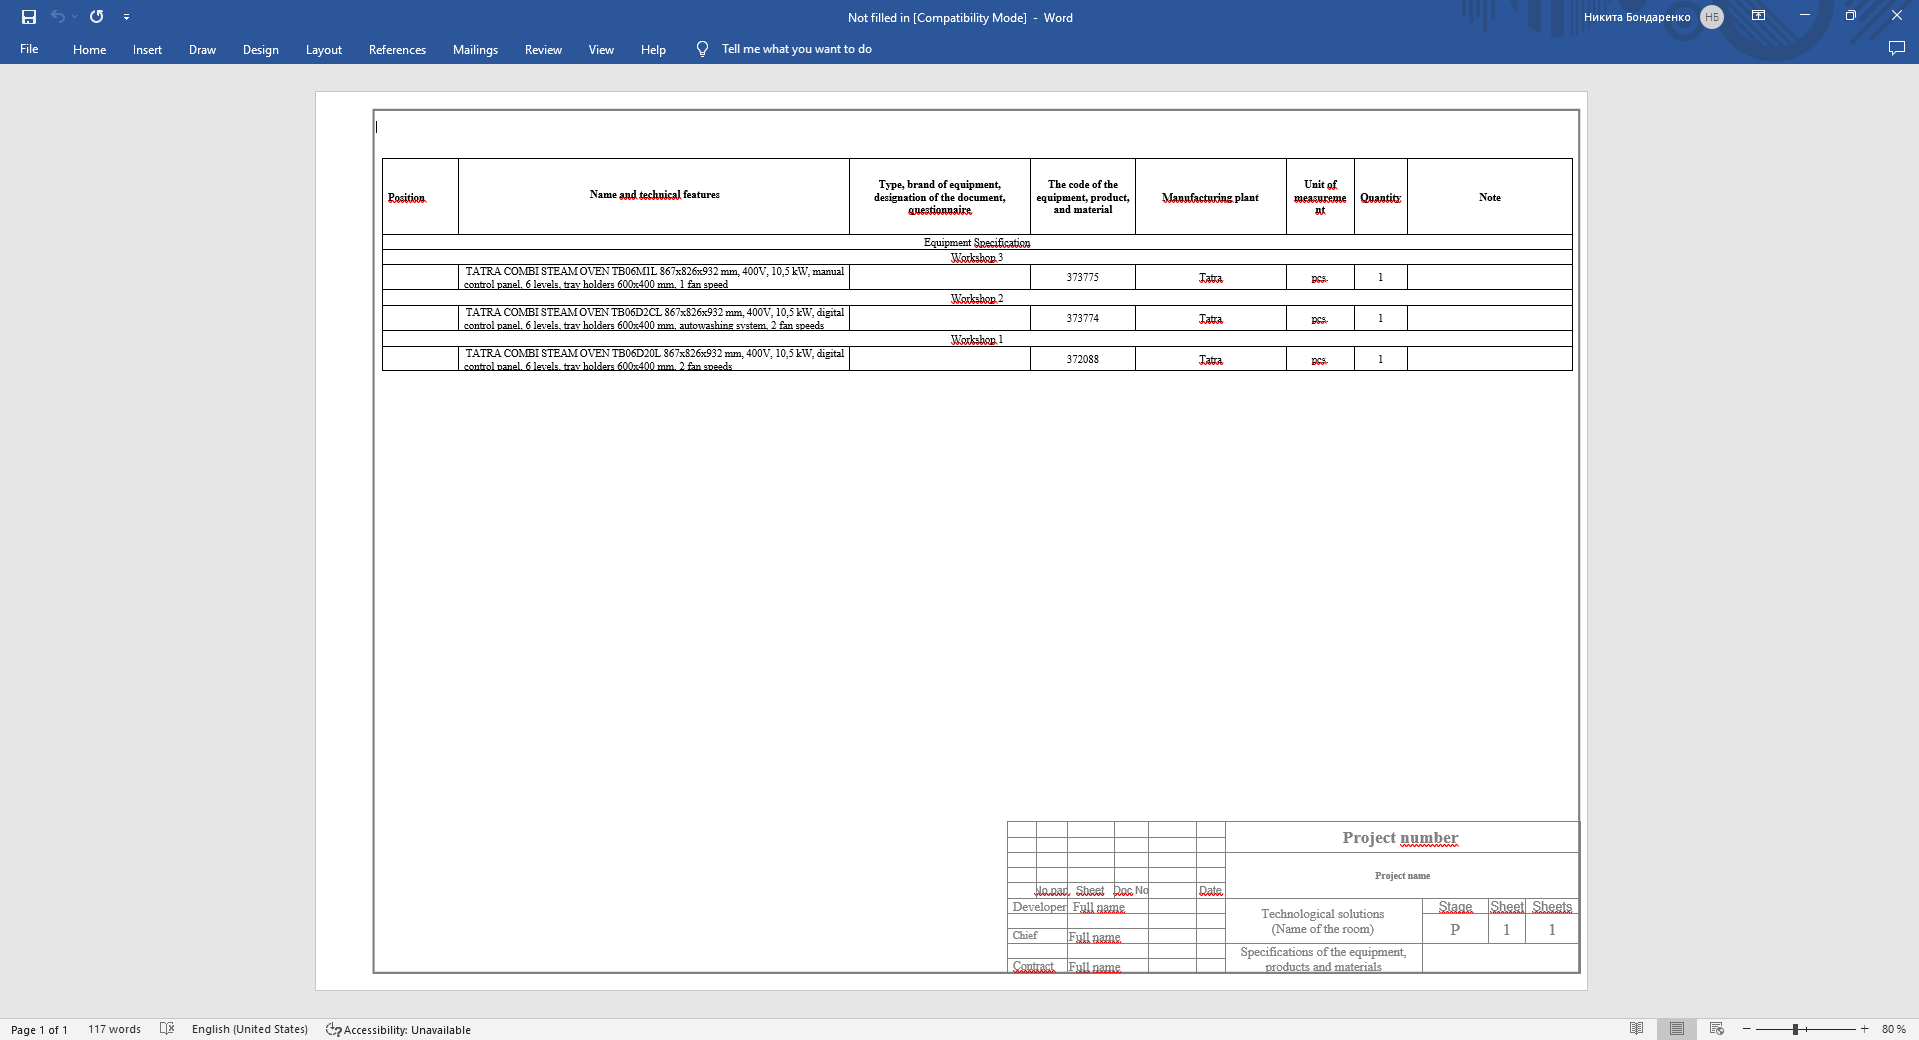 Not filled in [Compatibility Mode] - Word
Никита Бондаренко
НБ
File Home Insert Draw Design Layout References Mailings Review View Help Tell me what you want to do
Position
Name and technical features
Type, brand of equipment,
designation of the document,
questionnaire
The code of the
equipment, product,
and material
Manufacturing plant
Unit of
measureme
nt
Quantity
Note
Equipment Specification
Workshop 3
TATRA COMBI STEAM OVEN TB06M1L 867x826x932 mm, 400V, 10,5 kW, manual
control panel, 6 levels, tray holders 600x400 mm, 1 fan speed
373775 Tatra pcs. 1
Workshop 2
TATRA COMBI STEAM OVEN TB06D2CL 867x826x932 mm, 400V, 10,5 kW, digital
control panel, 6 levels, tray holders 600x400 mm, autowashing system, 2 fan speeds
373774 Tatra pcs. 1
Workshop 1
TATRA COMBI STEAM OVEN TB06D20L 867x826x932 mm, 400V, 10,5 kW, digital
control panel, 6 levels, tray holders 600x400 mm, 2 fan speeds
372088 Tatra pcs. 1
Project number
Project name
Sheet Doc No Date
Developer Full name
Chief Full name
Contract Full name
Technological solutions
(Name of the room)
Stage Sheet Sheets
P 1 1
Specifications of the equipment,
products and materials
Page 1 of 1 117 words English (United States) Accessibility: Unavailable 80 %